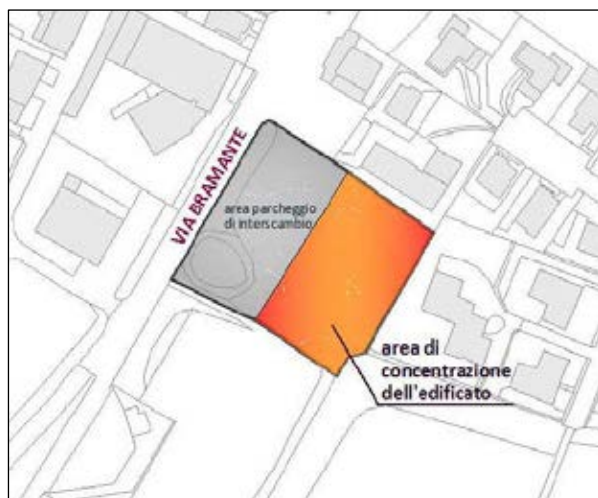 VIA BRAMANTE
area parcheggio
di interscambio
area di
concentrazione
dell'edificato